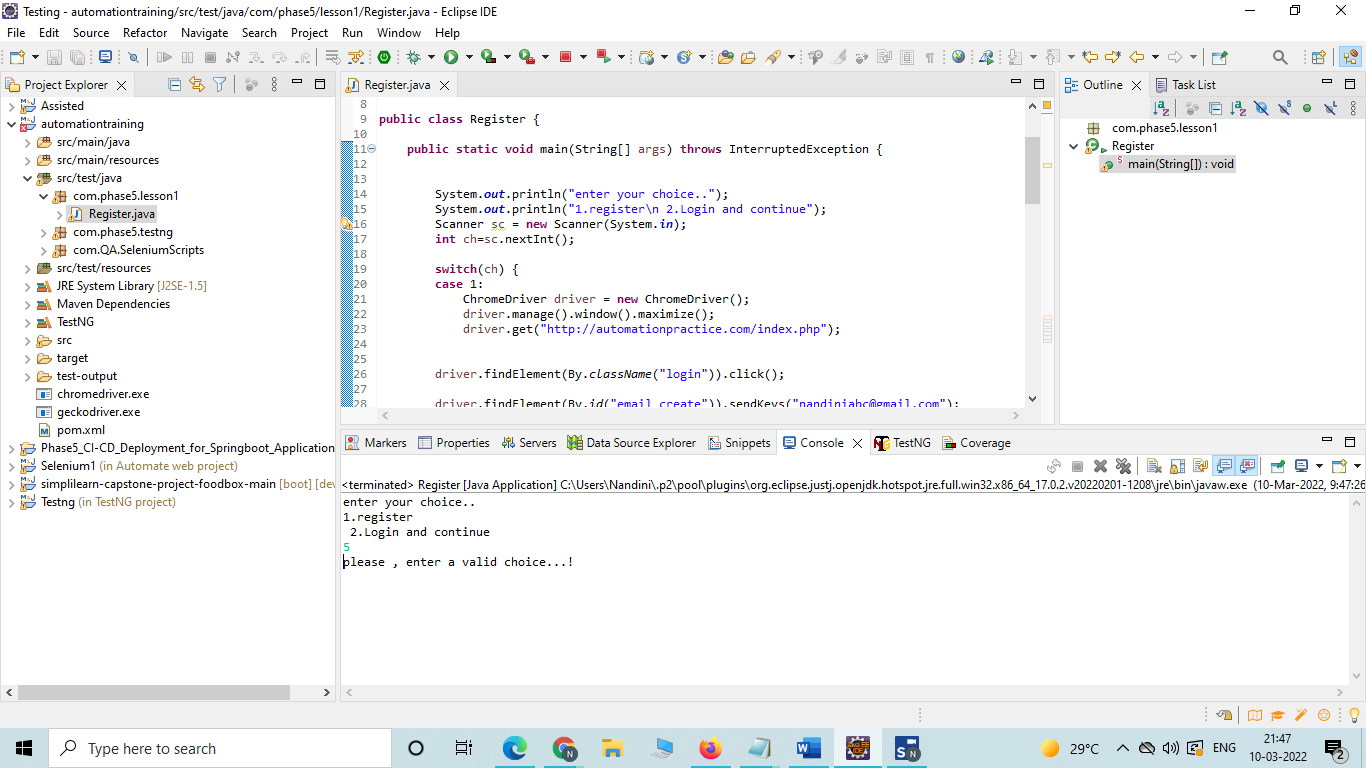 Testing - automationtraining/src/test/java/com/phase5/lesson1/Register.java - Eclipse IDE
File Edit Source Refactor Navigate Search Project Run Window Help
Project Explorer
Assisted
automationtraining
src/main/java
src/main/resources
src/test/java
com.phase5.lesson1
Register.java
com.phase5.testng
com.QA.SeleniumScripts
src/test/resources
JRE System Library [J2SE-1.5]
Maven Dependencies
TestNG
src
target
test-output
chromedriver.exe
geckodriver.exe
pom.xml
Phase5_CI-CD_Deployment_for_Springboot_Application
Selenium1 (in Automate web project)
simplilearn-capstone-project-foodbox-main [boot] [dev
Testng (in TestNG project)
Register.java
8
9 public class Register {
10
11 public static void main(String[] args) throws InterruptedException {
12
13
14 System.out.println("enter your choice..");
15 System.out.println("1.register\n 2.Login and continue");
16 Scanner sc = new Scanner(System.in);
17 int ch=sc.nextInt();
18
19 switch(ch) {
20 case 1:
21 ChromeDriver driver = new ChromeDriver();
22 driver.manage().window().maximize();
23 driver.get("http://automationpractice.com/index.php");
24
25
26 driver.findElement(By.className("login")).click();
27
28 driver.findElement(By.id("email_create")).sendKeys("nandiniabc@gmail.com");
Outline Task List
com.phase5.lesson1
Register
main(String[]) : void
Markers Properties Servers Data Source Explorer Snippets Console TestNG Coverage
<terminated> Register [Java Application] C:\Users\Nandini\.p2\pool\plugins\org.eclipse.justj.openjdk.hotspot.jre.full.win32.x86_64_17.0.2.v20220201-1208\jre\bin\javaw.exe (10-Mar-2022, 9:47:26
enter your choice..
1.register
2.Login and continue
5
please , enter a valid choice...!
Type here to search
29°C
ENG
21:47
10-03-2022
2